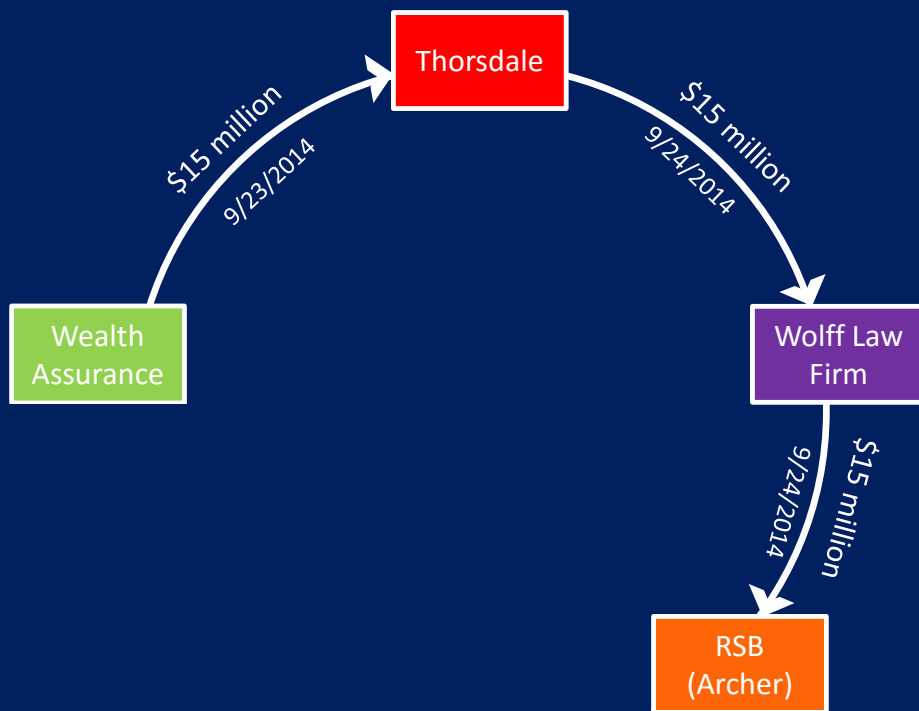 Thorsdale
$15 million
9/23/2014
$15 million
9/24/2014
Wealth
Assurance
Wolff Law
Firm
$15 million
9/24/2014
RSB
(Archer)